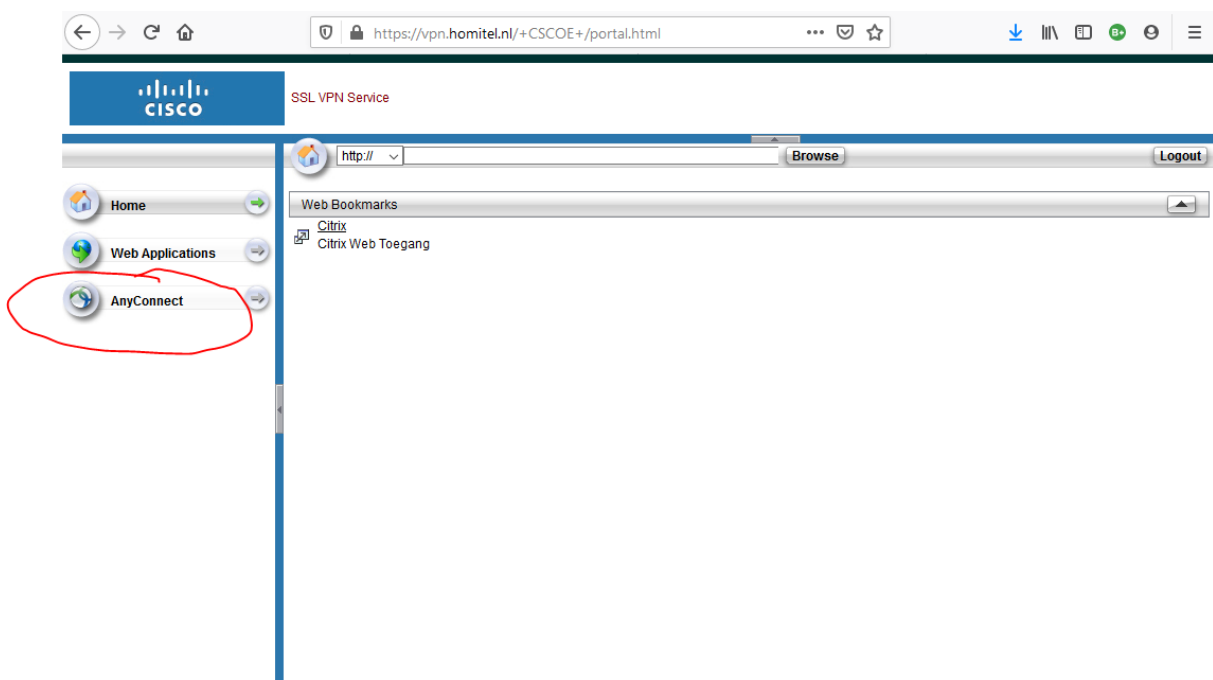 https://vpn.homitel.nl/+CSCOE+/portal.html
CISCO
SSL VPN Service
http://
Browse
Logout
Home
Web Applications
AnyConnect
Web Bookmarks
Citrix
Citrix Web Toegang